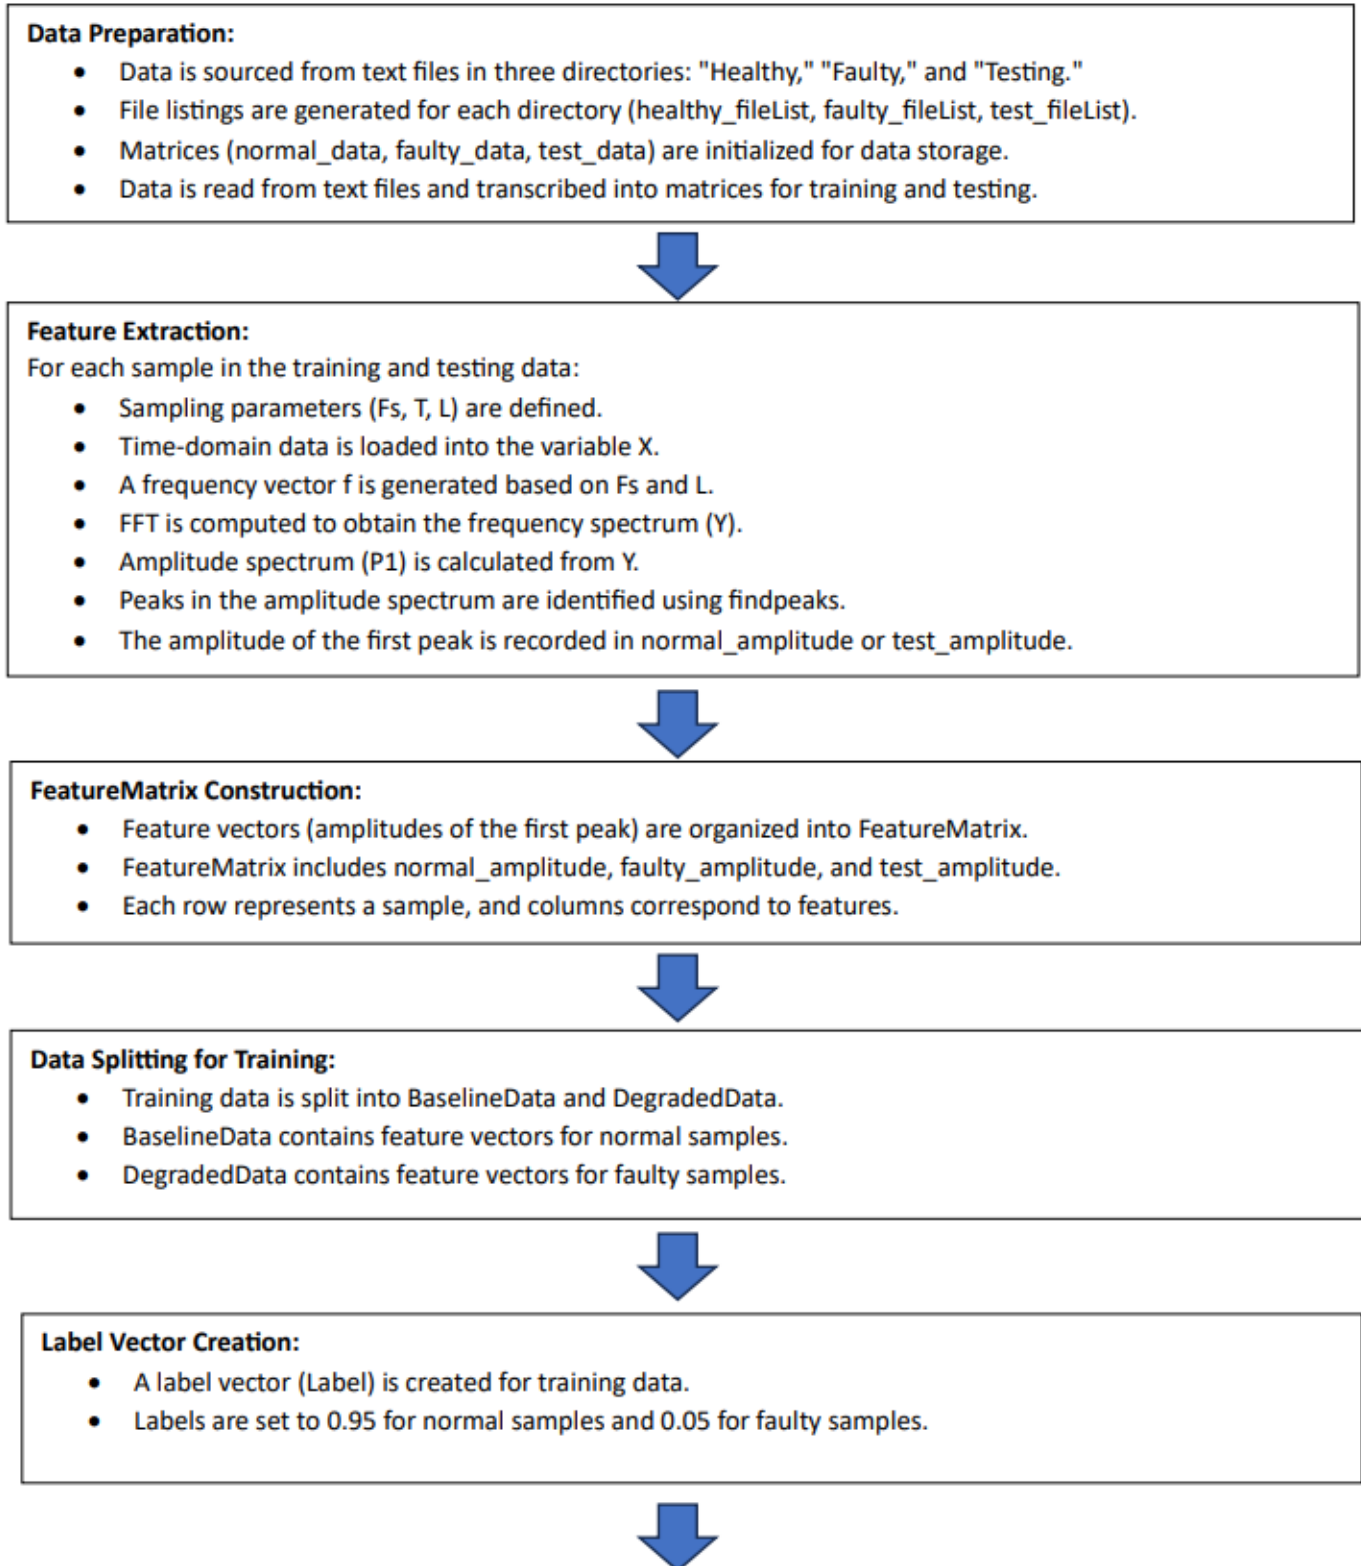 Data Preparation:
• Data is sourced from text files in three directories: "Healthy," "Faulty," and "Testing."
• File listings are generated for each directory (healthy_fileList, faulty_fileList, test_fileList).
• Matrices (normal_data, faulty_data, test_data) are initialized for data storage.
• Data is read from text files and transcribed into matrices for training and testing.
Feature Extraction:
For each sample in the training and testing data:
• Sampling parameters (Fs, T, L) are defined.
• Time-domain data is loaded into the variable X.
• A frequency vector f is generated based on Fs and L.
• FFT is computed to obtain the frequency spectrum (Y).
• Amplitude spectrum (P1) is calculated from Y.
• Peaks in the amplitude spectrum are identified using findpeaks.
• The amplitude of the first peak is recorded in normal_amplitude or test_amplitude.
FeatureMatrix Construction:
• Feature vectors (amplitudes of the first peak) are organized into FeatureMatrix.
• FeatureMatrix includes normal_amplitude, faulty_amplitude, and test_amplitude.
• Each row represents a sample, and columns correspond to features.
Data Splitting for Training:
• Training data is split into BaselineData and DegradedData.
• BaselineData contains feature vectors for normal samples.
• DegradedData contains feature vectors for faulty samples.
Label Vector Creation:
• A label vector (Label) is created for training data.
• Labels are set to 0.95 for normal samples and 0.05 for faulty samples.